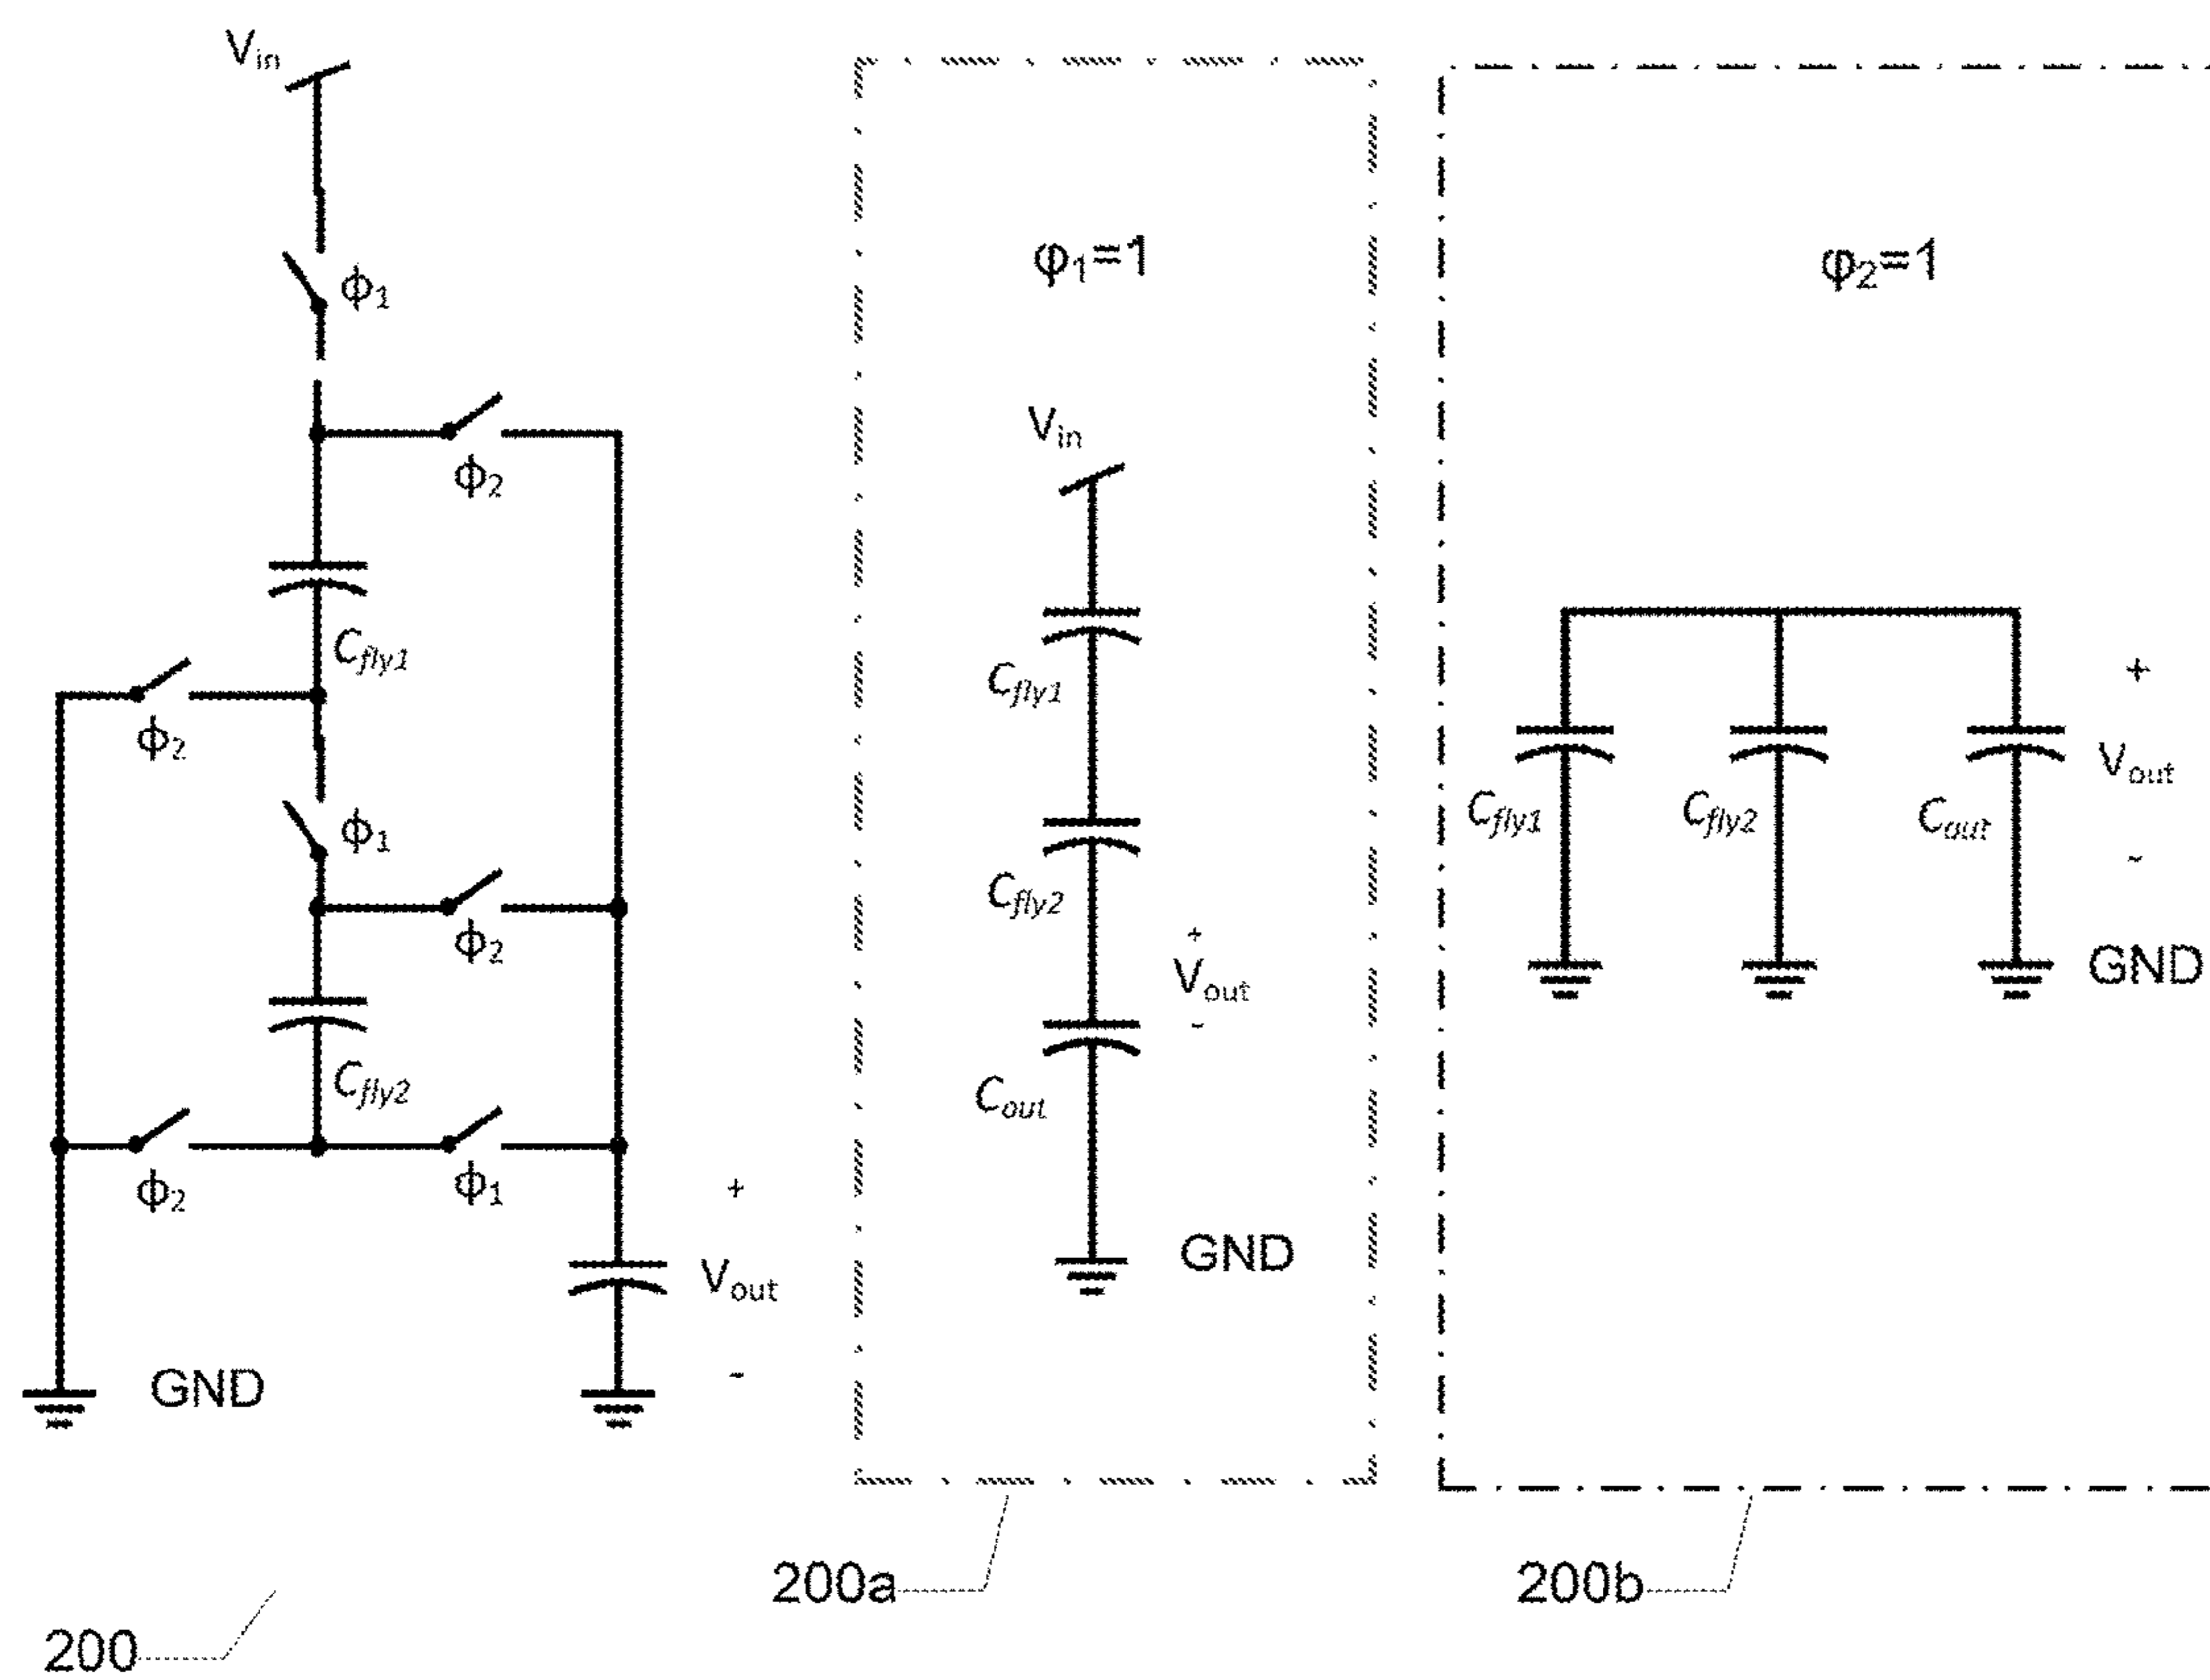 Vin
ϕ1
ϕ2
Cfly1
ϕ2
ϕ1
ϕ2
Cfly2
ϕ2
ϕ1
+
Vout
-
GND
200
φ1=1
Vin
Cfly1
Cfly2
+
Vout
-
Cout
GND
200a
φ2=1
Cfly1
Cfly2
Cout
+
Vout
-
GND
200b